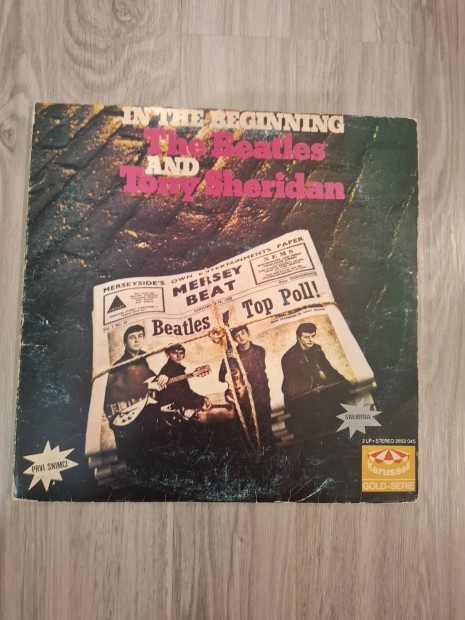 IN THE BEGINNING
The Beatles
AND
Tony Sheridan
MERSEYSIDE'S OWN ENTERTAINMENTS PAPER
MERSEY
BEAT
NEMS
Beatles Top Poll!
SREBRNA
PRVI SNIMCI
2 LP • STEREO 2652 045
Karussell
GOLD-SERIE